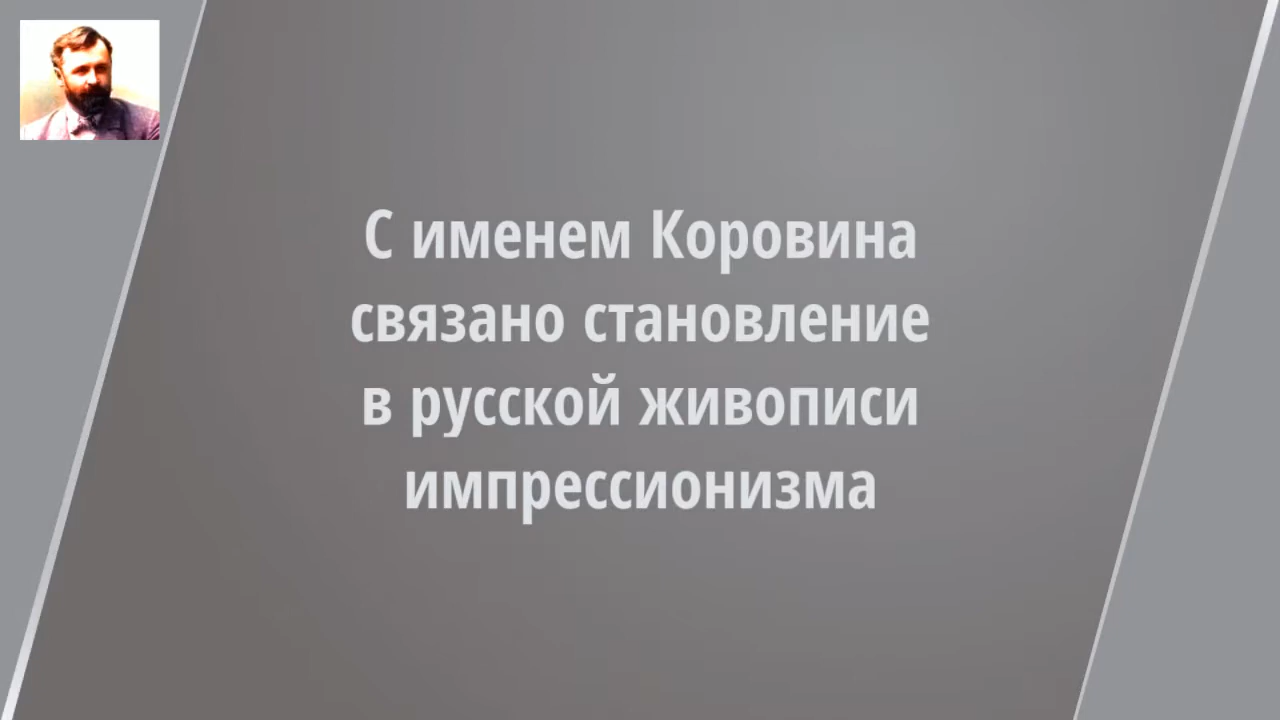 С именем Коровина
связано становление
в русской живописи
импрессионизма